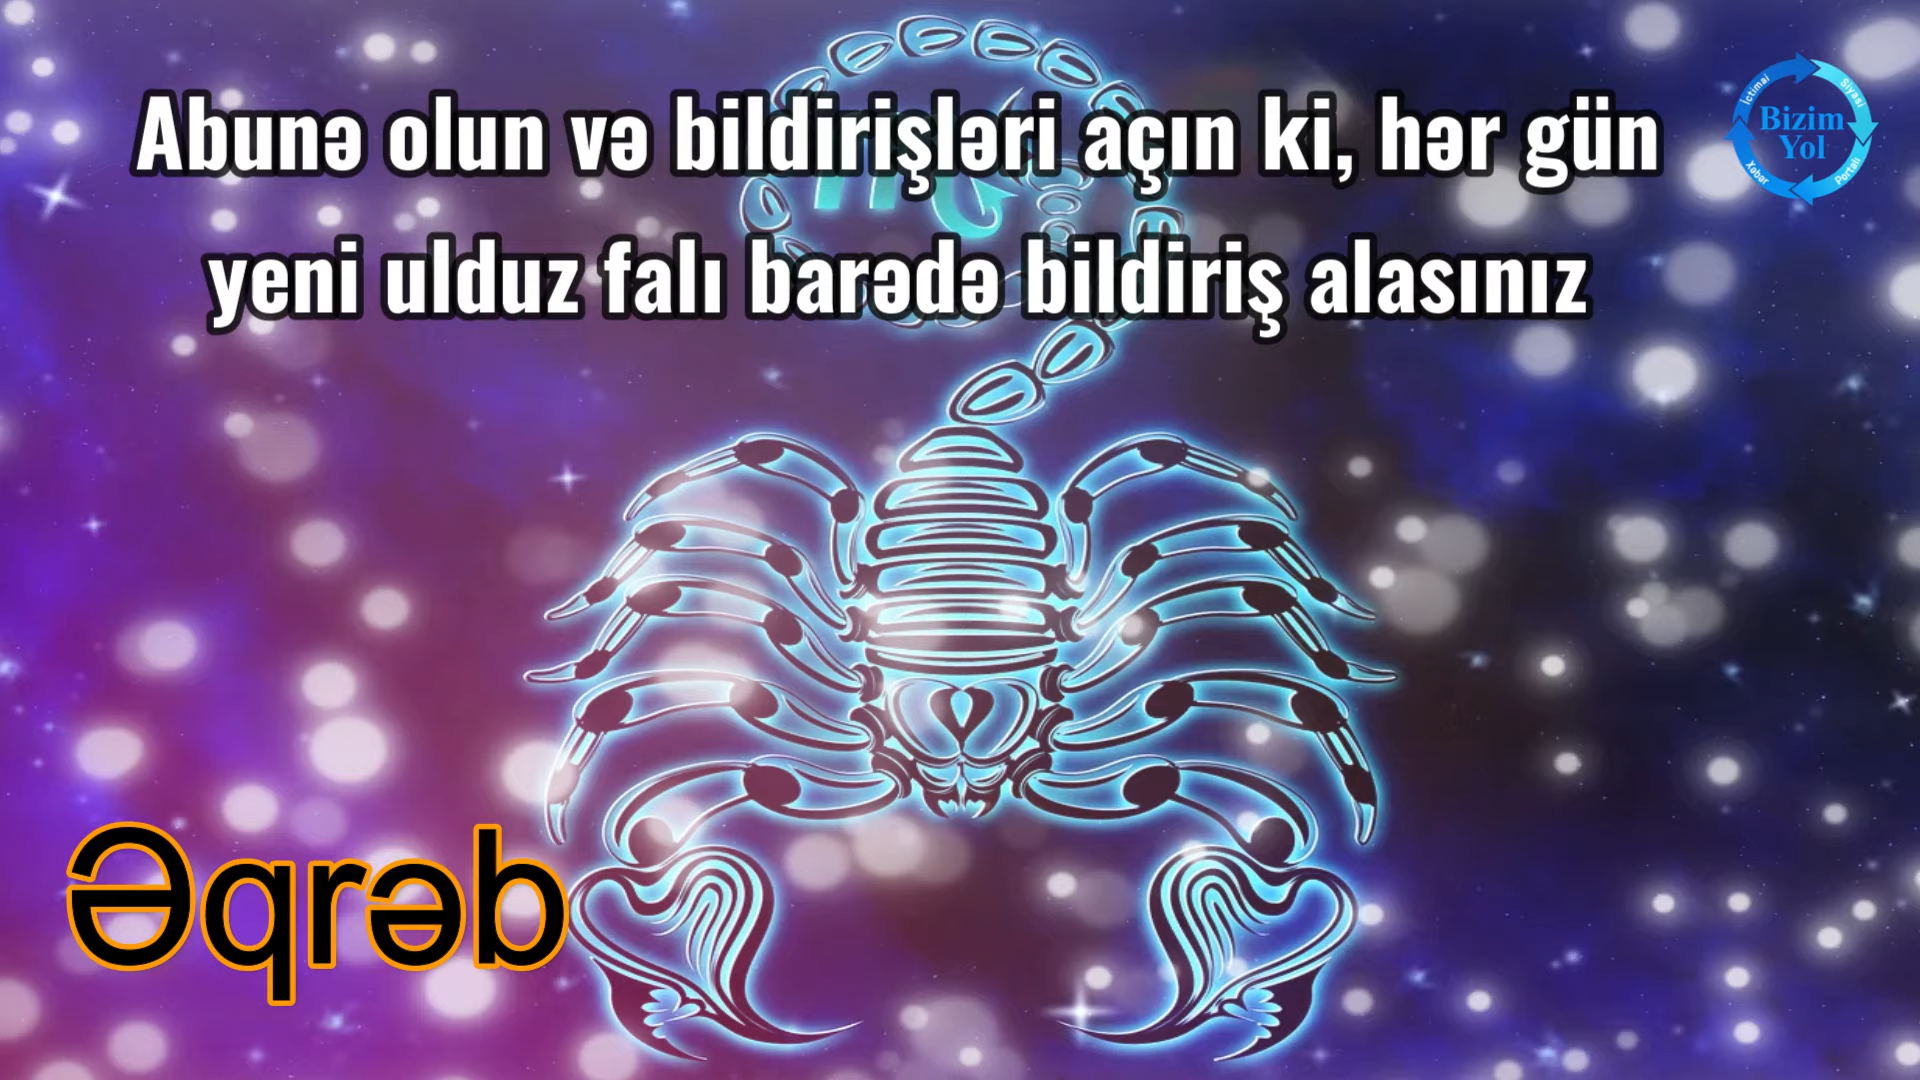 Abunə olun və bildirişləri açın ki, hər gün
yeni ulduz falı barədə bildiriş alasınız
İctimai
Siyasi
Bizim
Yol
Xəbər
Portalı
Əqrəb